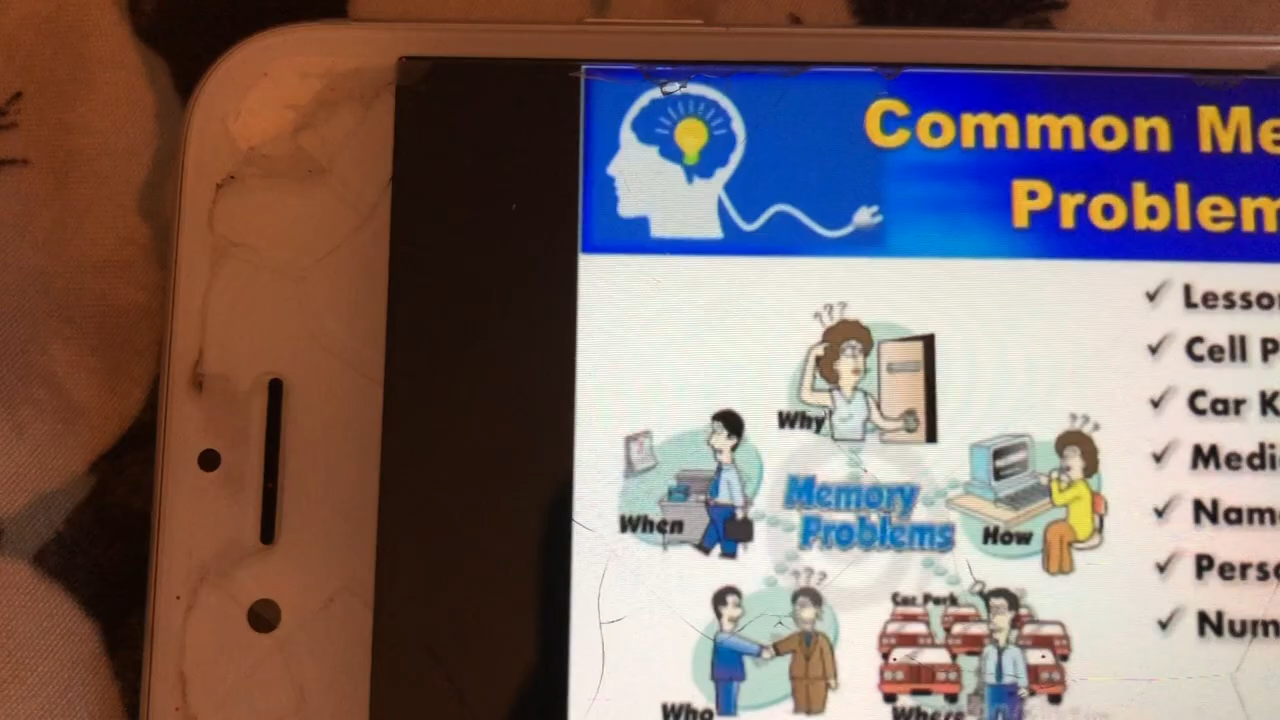 Common Me
Problem
Lesso
Cell P
Car K
Medi
Nam
Perso
Num
???
Why
When
Memory
Problems
???
How
???
Car Park
Who
Where